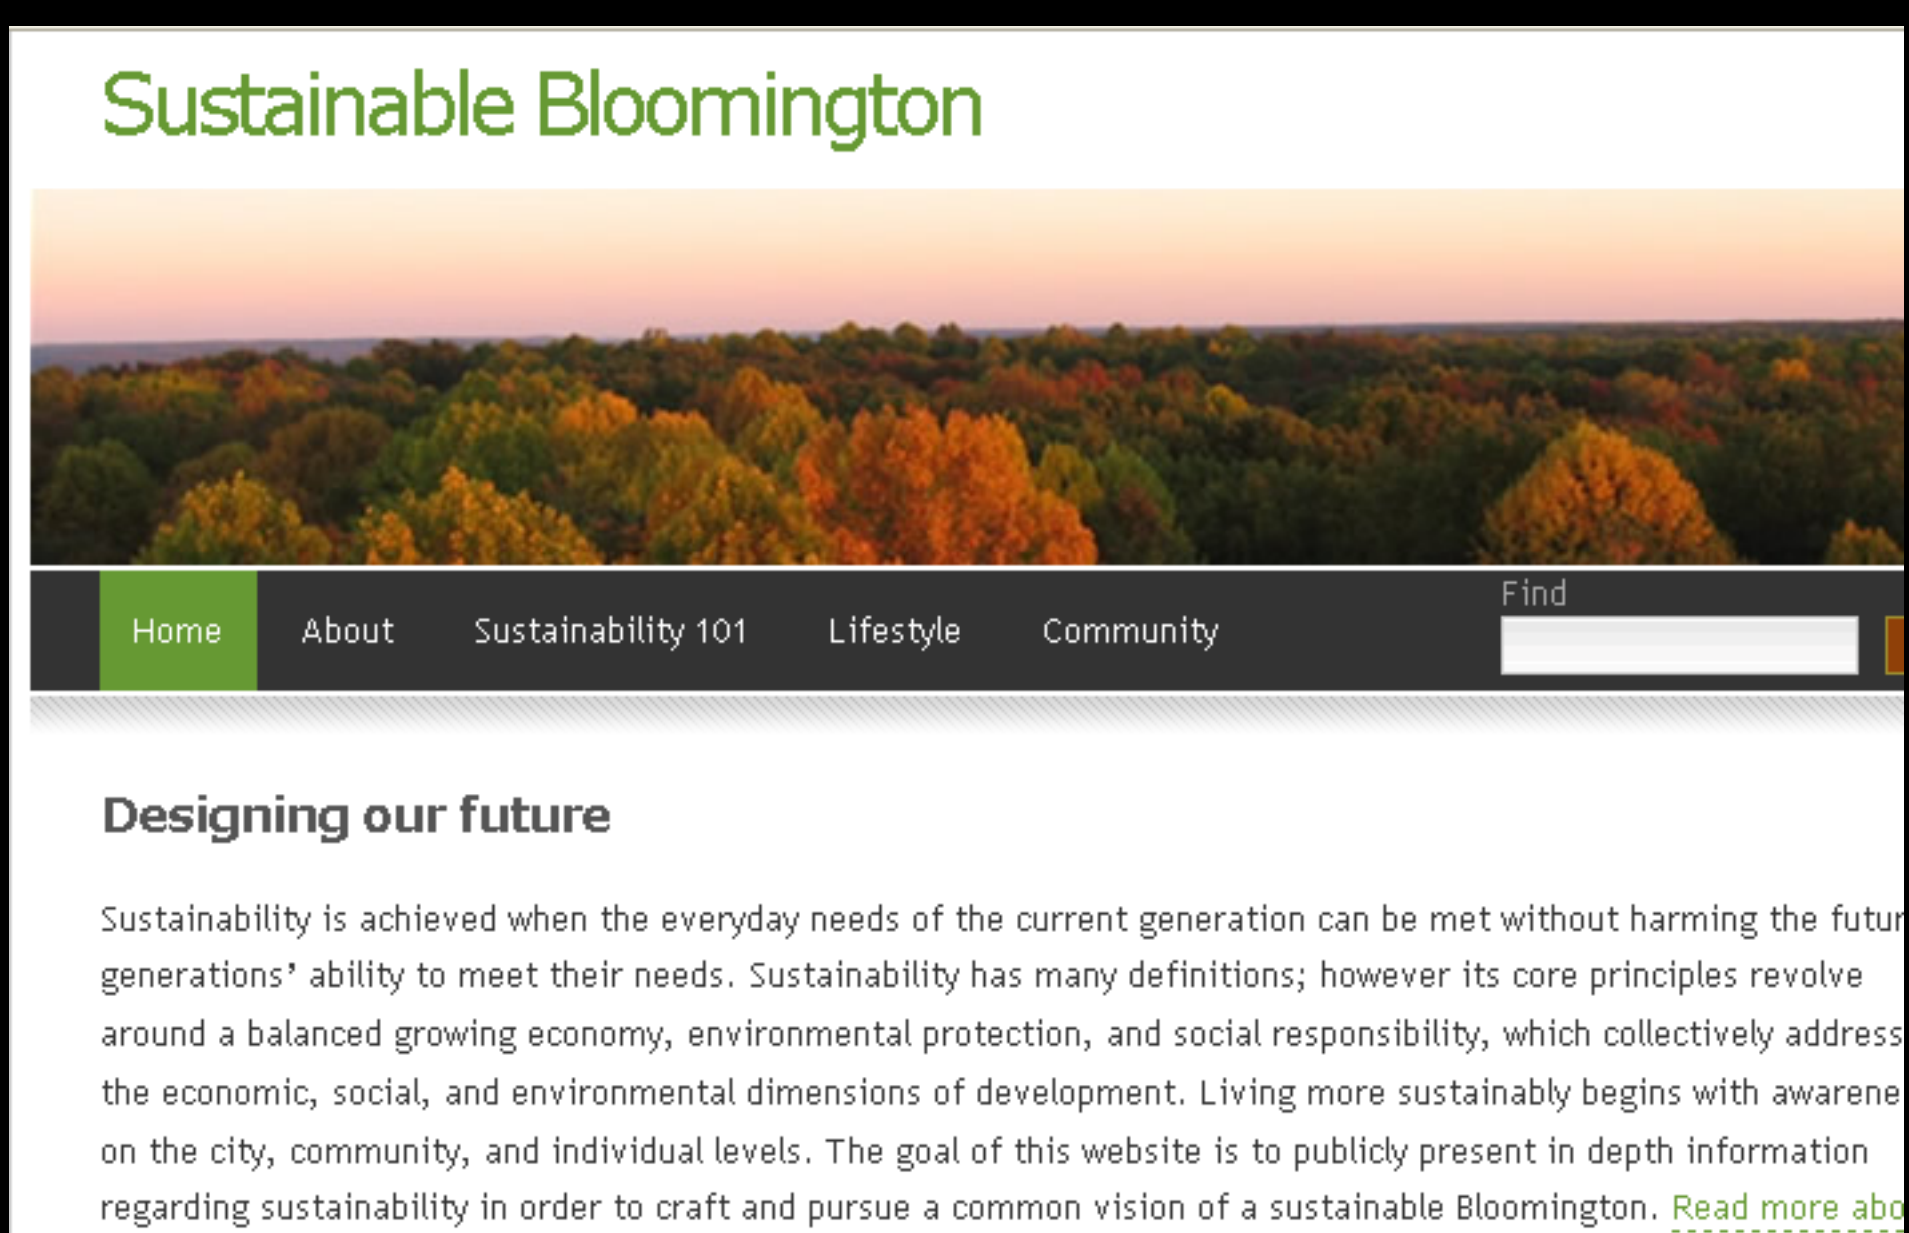 Sustainable Bloomington
Home About Sustainability 101 Lifestyle Community Find
Designing our future
Sustainability is achieved when the everyday needs of the current generation can be met without harming the futur
generations’ ability to meet their needs. Sustainability has many definitions; however its core principles revolve
around a balanced growing economy, environmental protection, and social responsibility, which collectively address
the economic, social, and environmental dimensions of development. Living more sustainably begins with awarene
on the city, community, and individual levels. The goal of this website is to publicly present in depth information
regarding sustainability in order to craft and pursue a common vision of a sustainable Bloomington. Read more abo